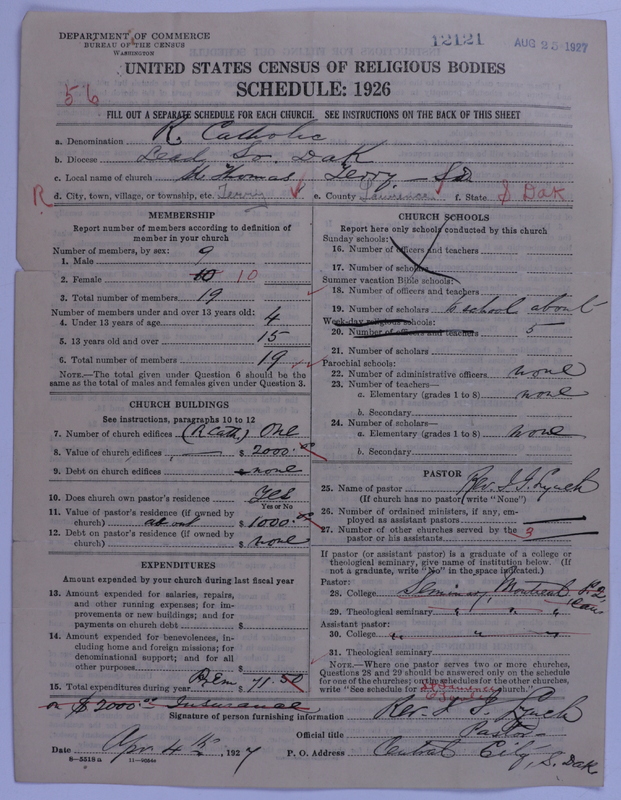 DEPARTMENT OF COMMERCE
BUREAU OF THE CENSUS
WASHINGTON
12121
AUG 25 1927
UNITED STATES CENSUS OF RELIGIOUS BODIES
SCHEDULE: 1926
56
FILL OUT A SEPARATE SCHEDULE FOR EACH CHURCH. SEE INSTRUCTIONS ON THE BACK OF THIS SHEET
a. Denomination R. Catholic
b. Diocese Lead, So Dak
c. Local name of church St Thomas Terry - S.D.
R d. City, town, village, or township, etc. Terry e. County Lawrence f. State S Dak
MEMBERSHIP
Report number of members according to definition of member in your church
Number of members, by sex:
1. Male 9
2. Female 10 10
3. Total number of members 19
Number of members under and over 13 years old:
4. Under 13 years of age 4
5. 13 years old and over 15
6. Total number of members 19
NOTE.—The total given under Question 6 should be the same as the total of males and females given under Question 3.
CHURCH BUILDINGS
See instructions, paragraphs 10 to 12
7. Number of church edifices (R Cath.) One
8. Value of church edifices $ 2000.00
9. Debt on church edifices none
10. Does church own pastor's residence Yes
Yes or No
11. Value of pastor's residence (if owned by church) about $ 1000.00
12. Debt on pastor's residence (if owned by church) $ none
EXPENDITURES
Amount expended by your church during last fiscal year
13. Amount expended for salaries, repairs, and other running expenses; for improvements or new buildings; and for payments on church debt $
14. Amount expended for benevolences, including home and foreign missions; for denominational support; and for all other purposes $
15. Total expenditures during year $ 71.50
on $2000.00 Insurance
CHURCH SCHOOLS
Report here only schools conducted by this church
Sunday schools:
16. Number of officers and teachers
17. Number of scholars
Summer vacation Bible schools:
18. Number of officers and teachers
19. Number of scholars school about
Week-day religious schools:
20. Number of officers and teachers 5
21. Number of scholars
Parochial schools:
22. Number of administrative officers none
23. Number of teachers—
a. Elementary (grades 1 to 8) none
b. Secondary
24. Number of scholars—
a. Elementary (grades 1 to 8) none
b. Secondary
PASTOR
25. Name of pastor Rev. J. G. Lynch
(If church has no pastor, write "None")
26. Number of ordained ministers, if any, employed as assistant pastors
27. Number of other churches served by the pastor or his assistants 3
If pastor (or assistant pastor) is a graduate of a college or theological seminary, give name of institution below. (If not a graduate, write "No" in the space indicated.)
Pastor:
28. College Seminary, Montreal P.Q.
29. Theological seminary " " "
Assistant pastor:
30. College " " "
31. Theological seminary
NOTE.—Where one pastor serves two or more churches, Questions 28 and 29 should be answered only on the schedule for one of the churches; on the schedules for the other churches, write "See schedule for church."
Signature of person furnishing information Rev. J G Lynch
Official title Pastor
Date Apr 4th, 1927 P. O. Address Central City, S. Dak
8—5518 a 11—9054a